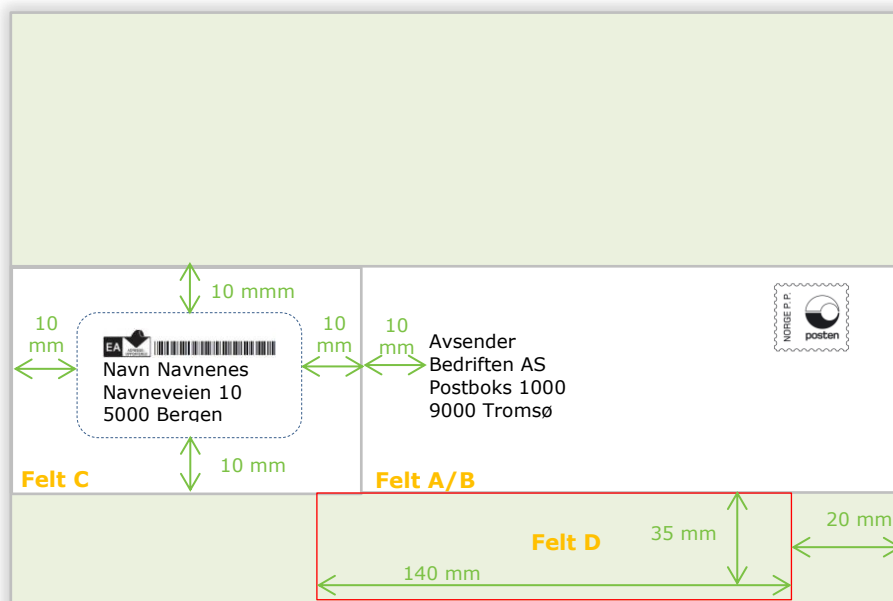 10 mmm
10
mm
10
mm
10
mm
EA
Navn Navnenes
Navneveien 10
5000 Bergen
10 mm
Felt C
Avsender
Bedriften AS
Postboks 1000
9000 Tromsø
NORGE P. P.
posten
Felt A/B
Felt D
35 mm
20 mm
140 mm